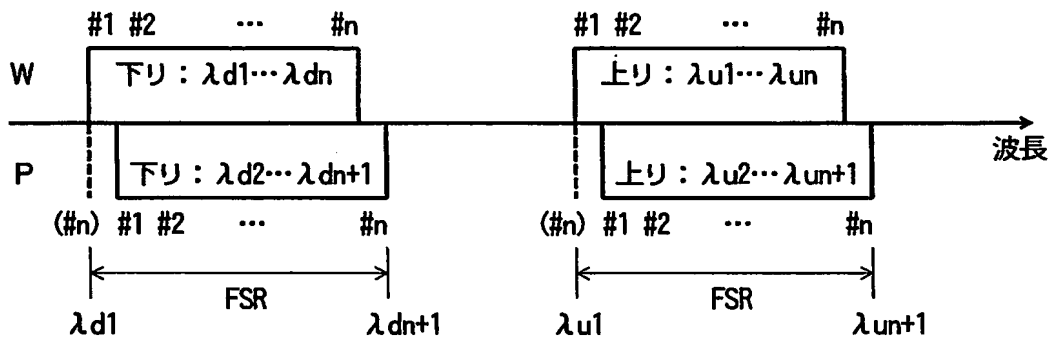 #1 #2 … #n #1 #2 … #n
W 下り：λd1…λdn 上り：λu1…λun
波長
P 下り：λd2…λdn+1 上り：λu2…λun+1
(#n) #1 #2 … #n (#n) #1 #2 … #n
FSR FSR
λd1 λdn+1 λu1 λun+1